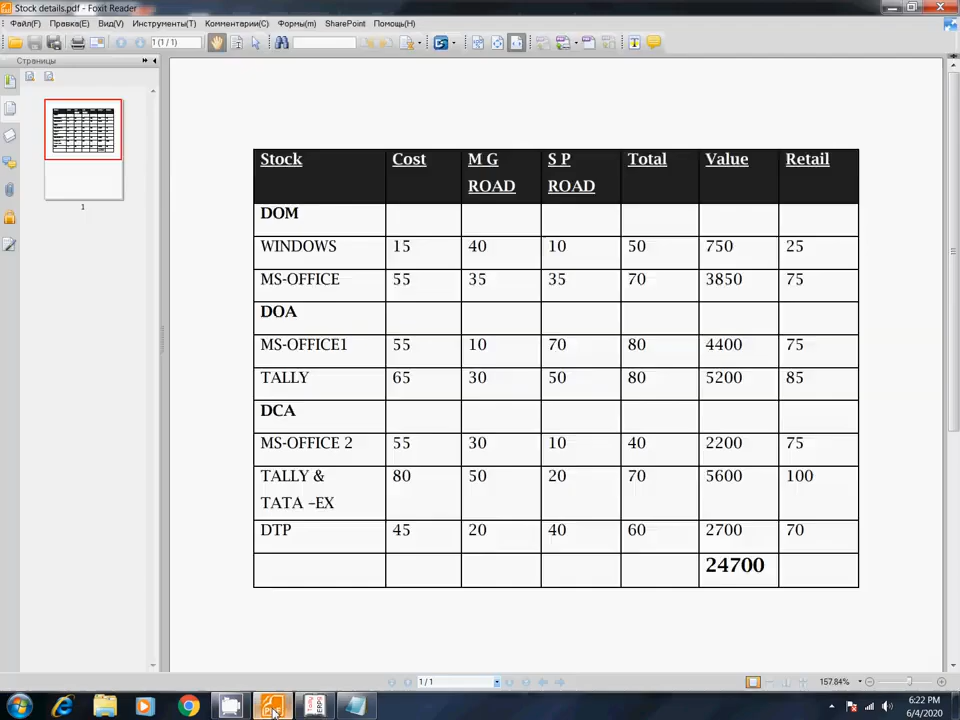 Stock details.pdf - Foxit Reader
Файл(F) Правка(E) Вид(V) Инструменты(T) Комментарии(C) Формы(m) SharePoint Помощь(H)
1 (1 / 1)
Страницы
1
Stock Cost M G ROAD S P ROAD Total Value Retail
DOM
WINDOWS 15 40 10 50 750 25
MS-OFFICE 55 35 35 70 3850 75
DOA
MS-OFFICE1 55 10 70 80 4400 75
TALLY 65 30 50 80 5200 85
DCA
MS-OFFICE 2 55 30 10 40 2200 75
TALLY & 80 50 20 70 5600 100
TATA –EX
DTP 45 20 40 60 2700 70
24700
1 / 1
157.84%
6:22 PM
6/4/2020